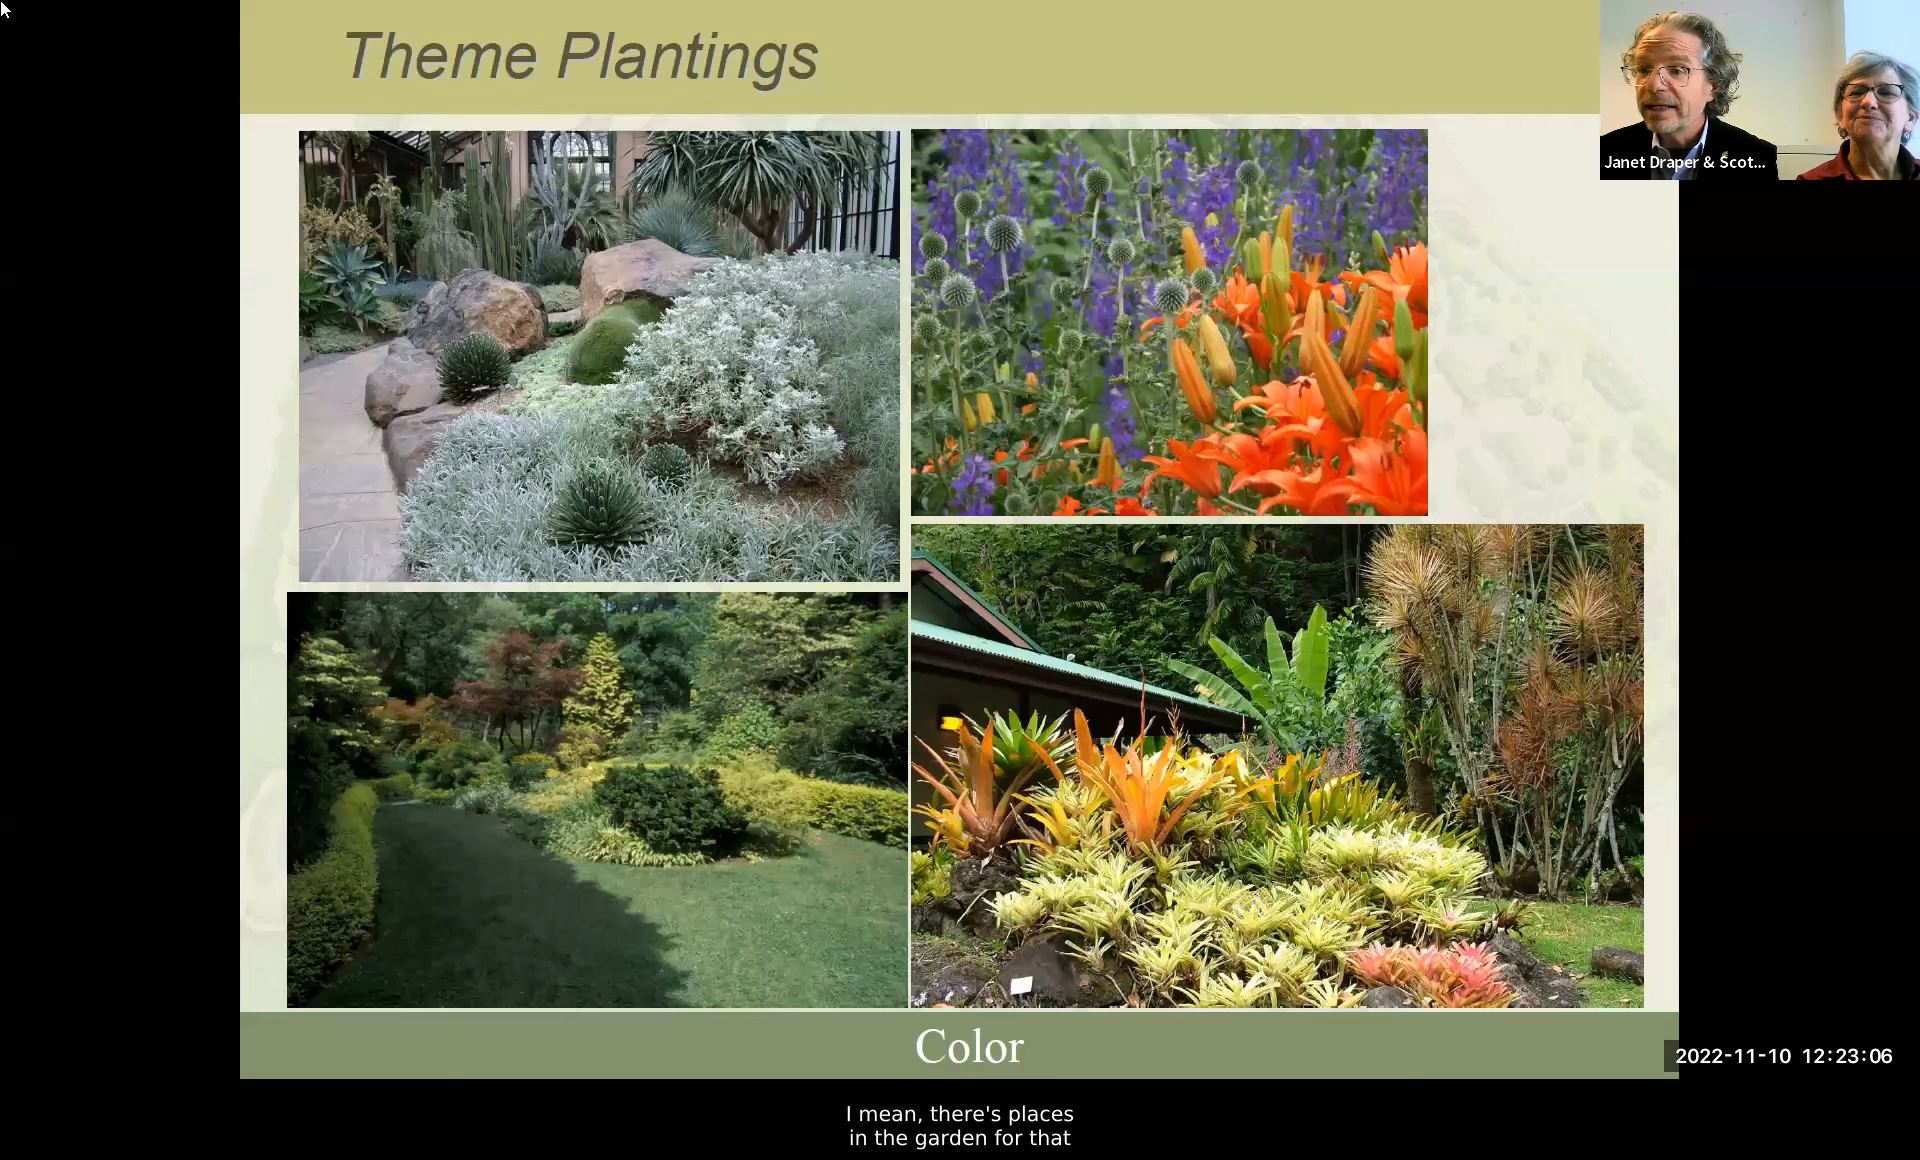 Theme Plantings
Janet Draper & Scot...
Color
2022-11-10 12:23:06
I mean, there's places
in the garden for that